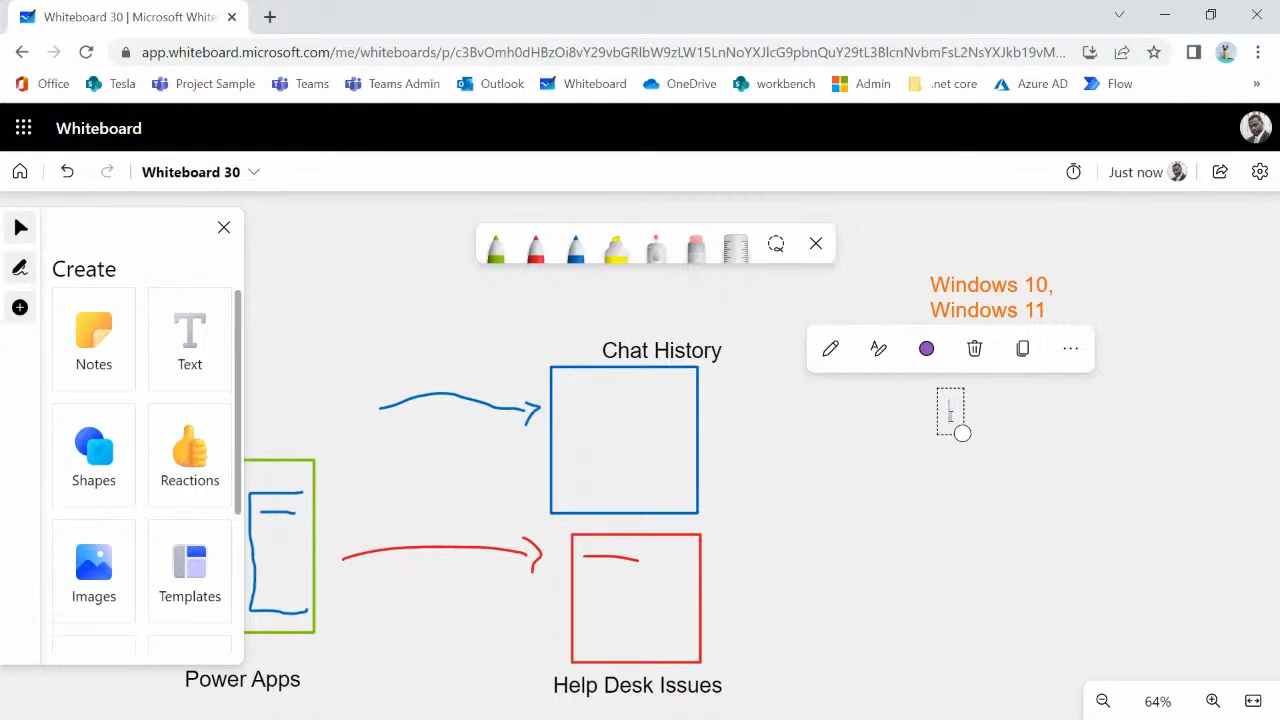 Whiteboard 30 | Microsoft White
app.whiteboard.microsoft.com/me/whiteboards/p/
Office
Tesla
Project Sample
Teams
Teams Admin
Outlook
Whiteboard
OneDrive
workbench
Admin
.net core
Azure AD
Flow
»
Whiteboard
Whiteboard 30
Just now
Create
Notes
Text
Shapes
Reactions
Images
Templates
Windows 10,
Windows 11
Chat History
Power Apps
Help Desk Issues
64%